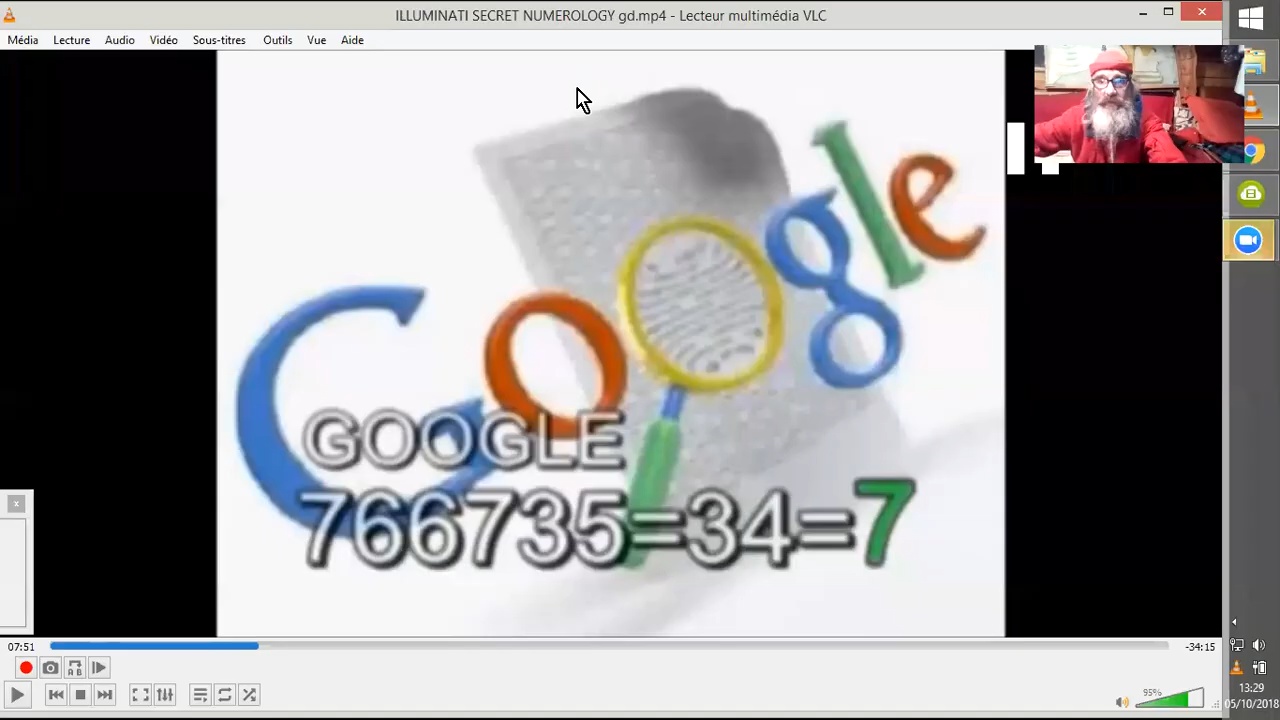 ILLUMINATI SECRET NUMEROLOGY gd.mp4 - Lecteur multimédia VLC
Média Lecture Audio Vidéo Sous-titres Outils Vue Aide
Google
GOOGLE
766735=34=7
07:51
-34:15
95%
13:29
05/10/2018